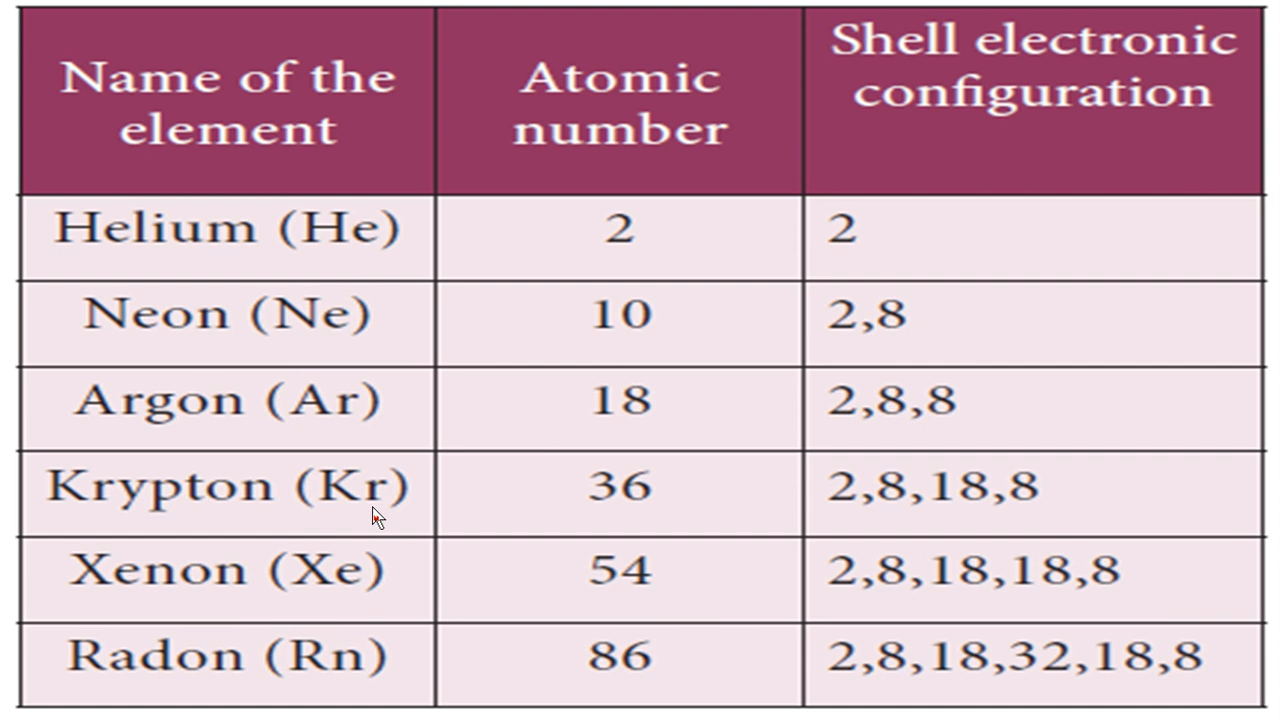 Name of the element	Atomic number	Shell electronic configuration
Helium (He)	2	2
Neon (Ne)	10	2,8
Argon (Ar)	18	2,8,8
Krypton (Kr)	36	2,8,18,8
Xenon (Xe)	54	2,8,18,18,8
Radon (Rn)	86	2,8,18,32,18,8